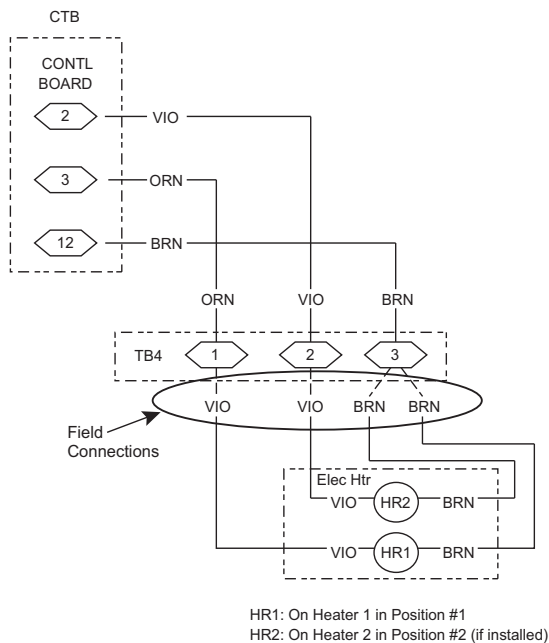 CTB
CONTL
BOARD
2
VIO
3
ORN
12
BRN
ORN VIO BRN
TB4 1 2 3
VIO VIO BRN BRN
Field
Connections
Elec Htr
VIO HR2 BRN
VIO HR1 BRN
HR1: On Heater 1 in Position #1
HR2: On Heater 2 in Position #2 (if installed)